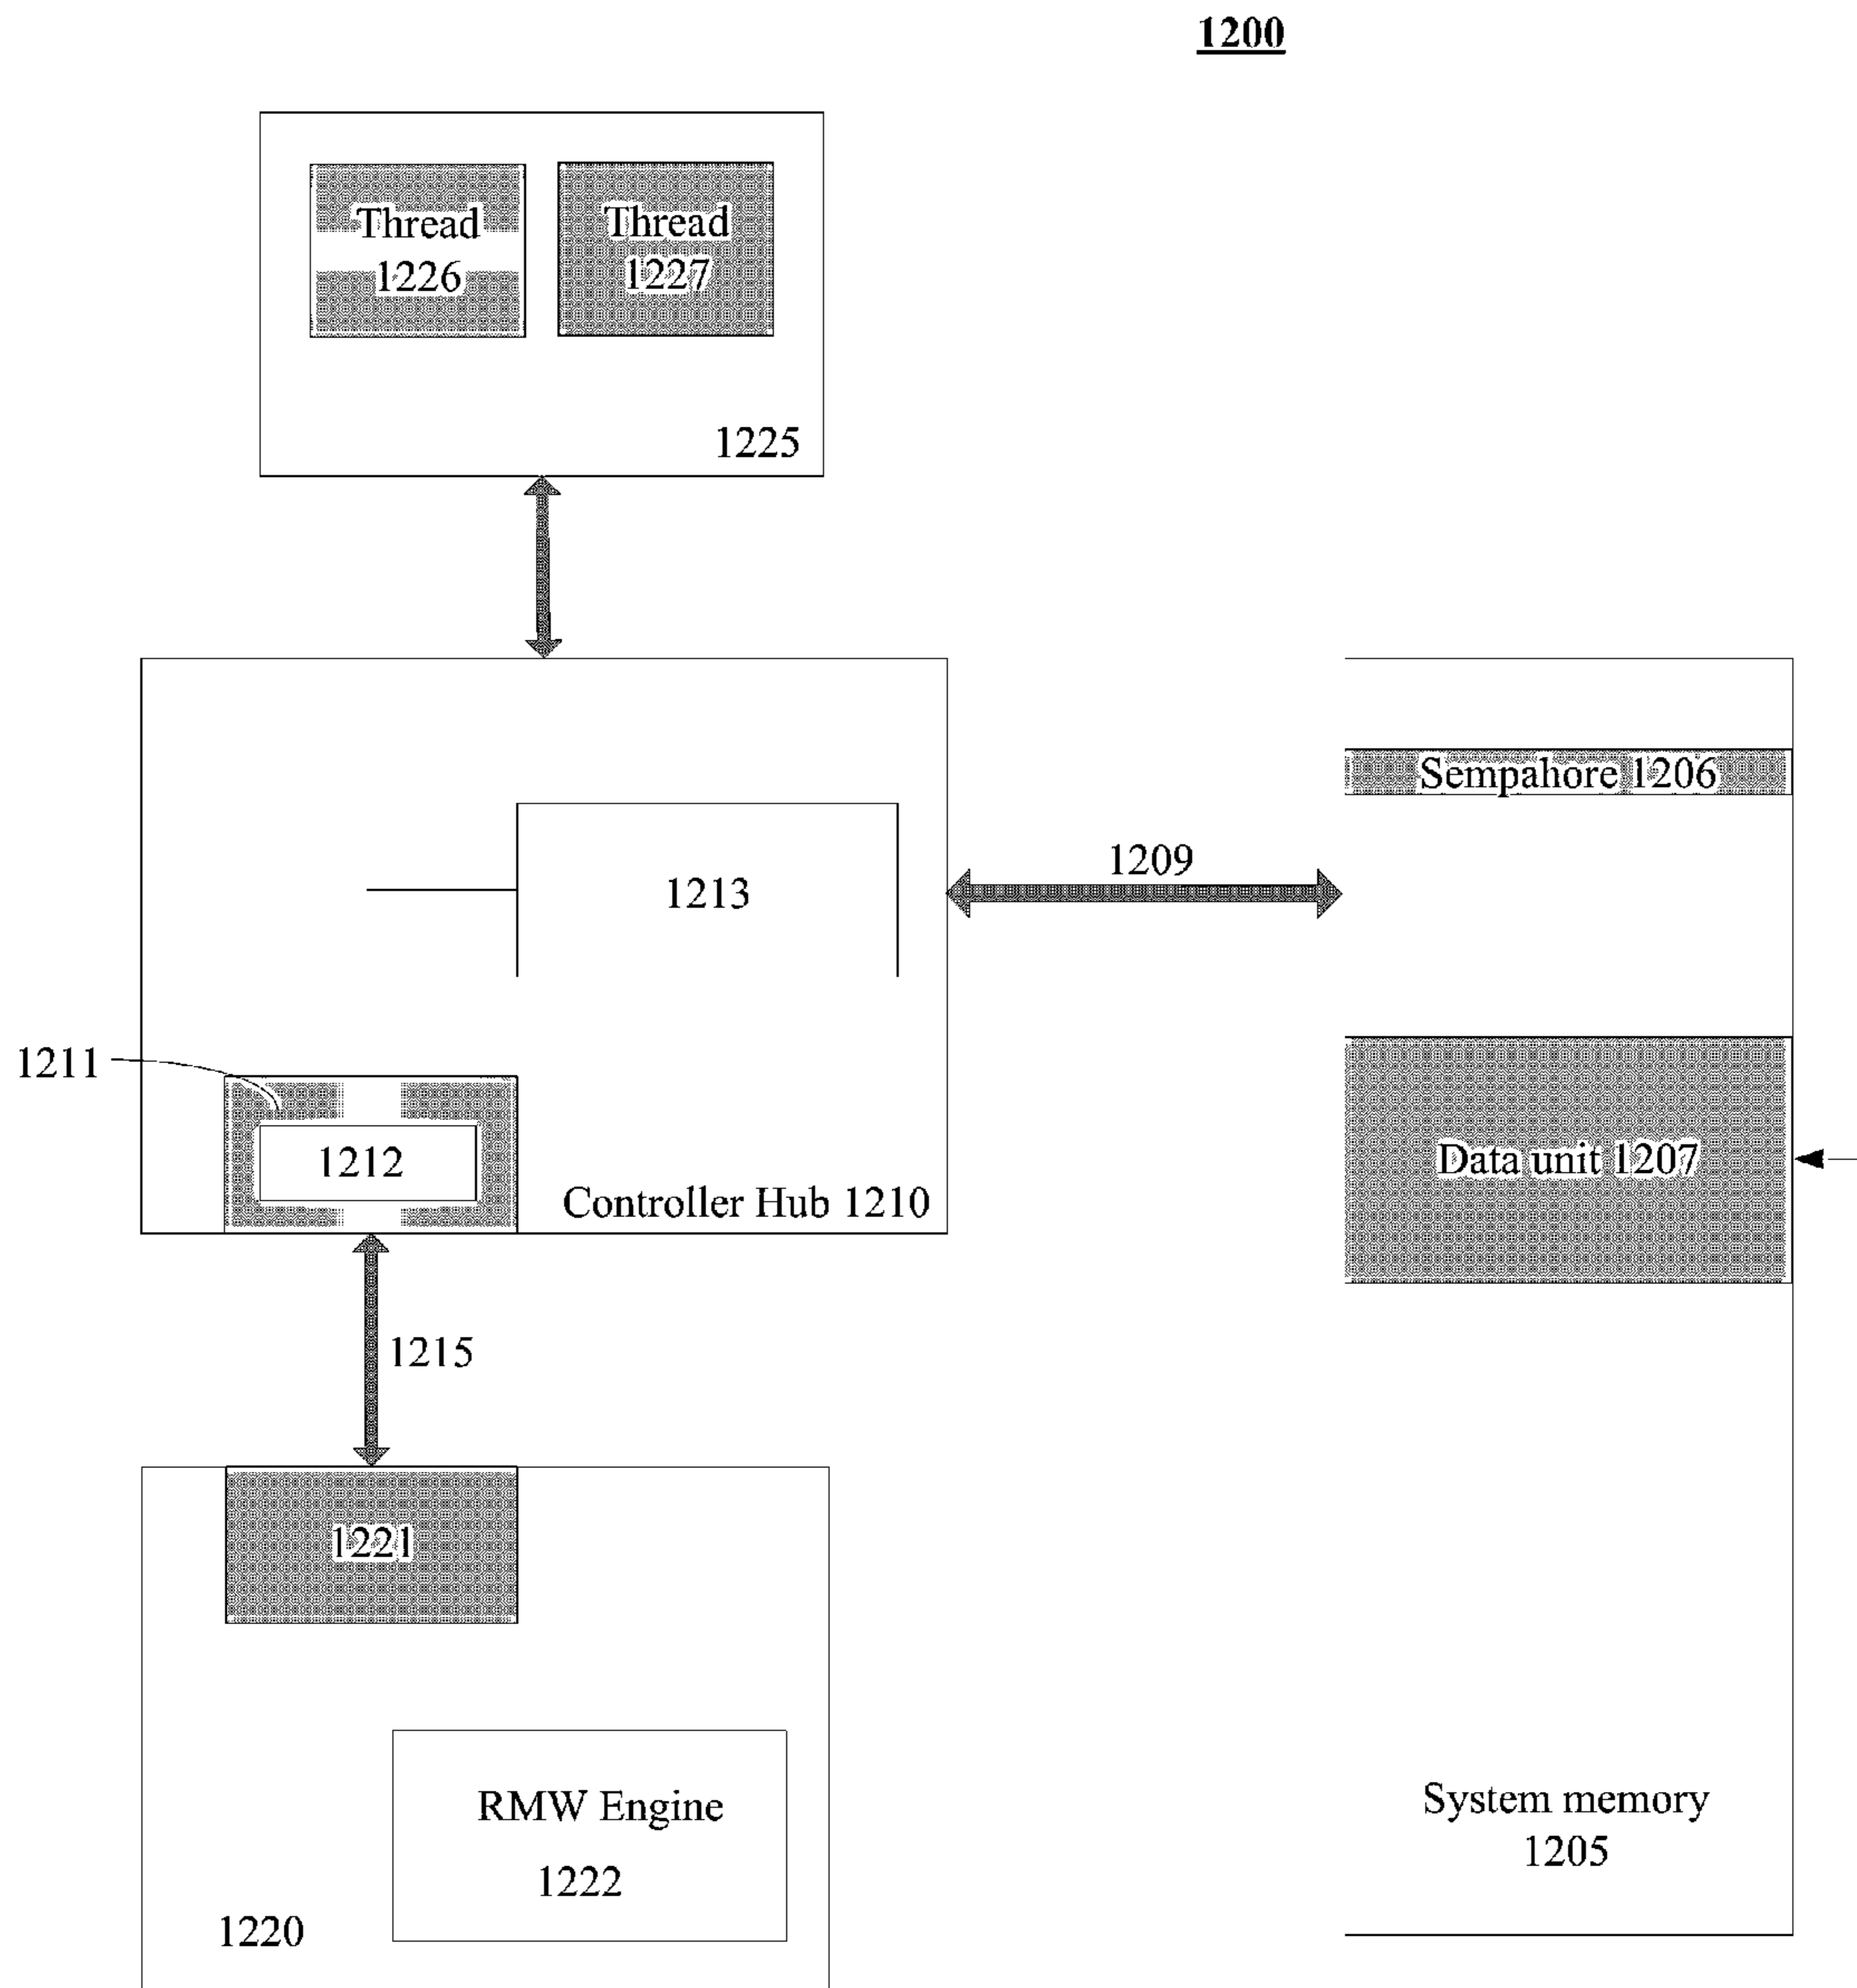 1200
Thread
1226
Thread
1227
1225
Sempahore 1206
1209
1213
1211
1212
Data unit 1207
Controller Hub 1210
1215
1221
RMW Engine
1222
System memory
1205
1220